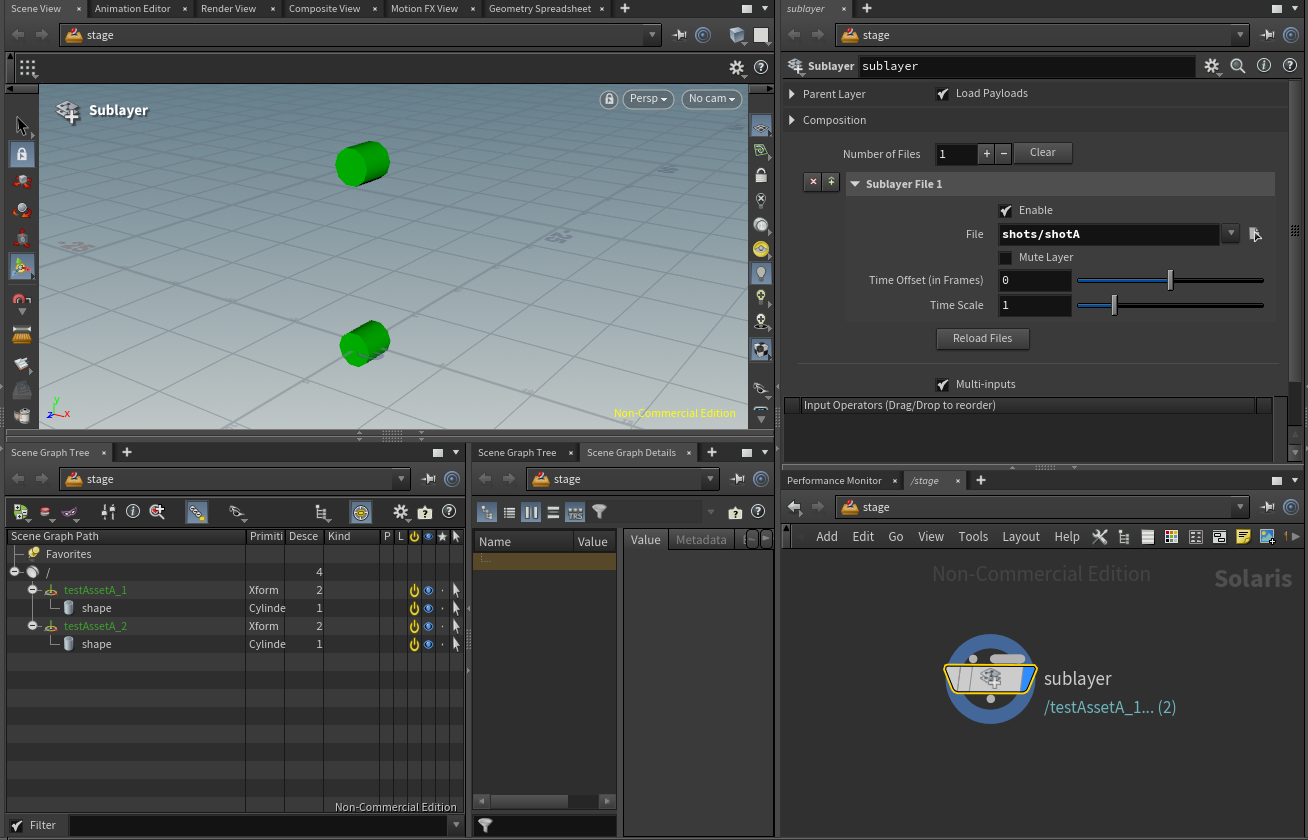 Scene View × Animation Editor × Render View × Composite View × Motion FX View × Geometry Spreadsheet ×
stage
Sublayer
Persp
No cam
Non-Commercial Edition
y
z x
sublayer ×
stage
Sublayer sublayer
Parent Layer
Load Payloads
Composition
Number of Files 1 + − Clear
Sublayer File 1
Enable
File shots/shotA
Mute Layer
Time Offset (in Frames) 0
Time Scale 1
Reload Files
Multi-inputs
Input Operators (Drag/Drop to reorder)
Scene Graph Tree ×
stage
Scene Graph Path Primiti Desce Kind P L
Favorites
/ 4
testAssetA_1 Xform 2
shape Cylinde 1
testAssetA_2 Xform 2
shape Cylinde 1
Non-Commercial Edition
Filter
Scene Graph Tree × Scene Graph Details ×
stage
TRS
Name Value
Value Metadata
Performance Monitor × /stage ×
stage
Add Edit Go View Tools Layout Help
Non-Commercial Edition
Solaris
sublayer
/testAssetA_1... (2)